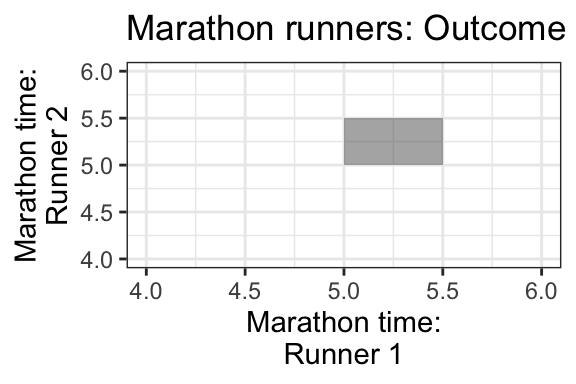 Marathon runners: Outcome
Marathon time:
Runner 2
6.0
5.5
5.0
4.5
4.0
4.0 4.5 5.0 5.5 6.0
Marathon time:
Runner 1